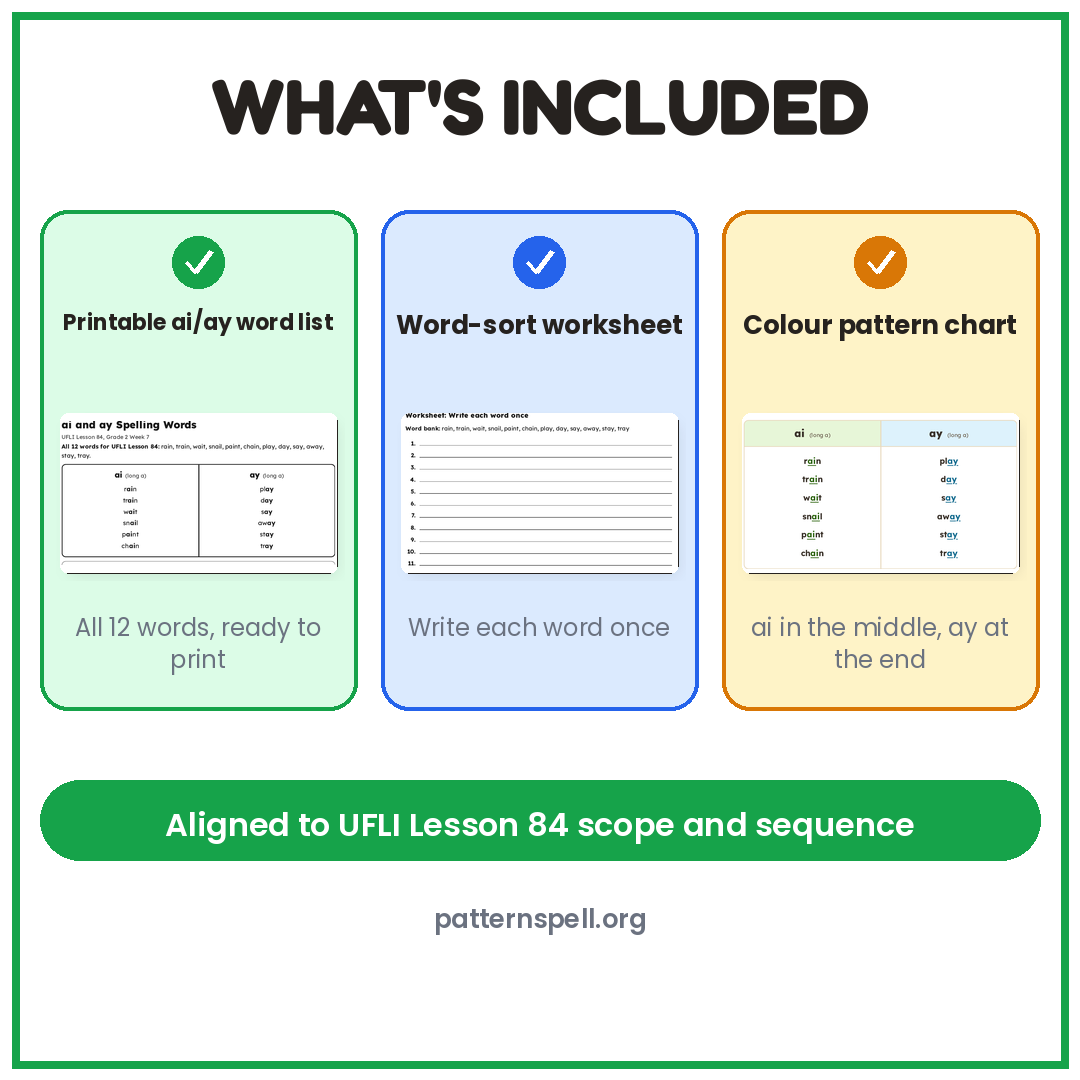 WHAT'S INCLUDED
Printable ai/ay word list
ai and ay Spelling Words
UFLI Lesson 84, Grade 2 Week 7
All 12 words for UFLI Lesson 84: rain, train, wait, snail, paint, chain, play, day, say, away,
stay, tray.
ai (long a) ay (long a)
rain play
train day
wait say
snail away
paint stay
chain tray
All 12 words, ready to
print
Word-sort worksheet
Worksheet: Write each word once
Word bank: rain, train, wait, snail, paint, chain, play, day, say, away, stay, tray
1.
2.
3.
4.
5.
6.
7.
8.
9.
10.
11.
Write each word once
Colour pattern chart
ai (long a) ay (long a)
rain play
train day
wait say
snail away
paint stay
chain tray
ai in the middle, ay at
the end
Aligned to UFLI Lesson 84 scope and sequence
patternspell.org